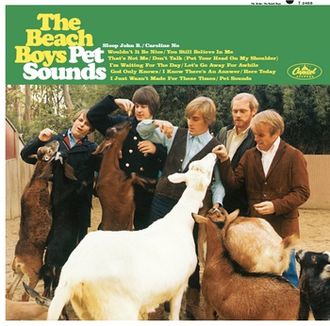 The
Beach
Boys Pet
Sounds
Sloop John B. / Caroline No
Wouldn't It Be Nice / You Still Believe In Me
That's Not Me / Don't Talk (Put Your Head On My Shoulder)
I'm Waiting For The Day / Let's Go Away For Awhile
God Only Knows / I Know There's An Answer / Here Today
I Just Wasn't Made For These Times / Pet Sounds
Capitol